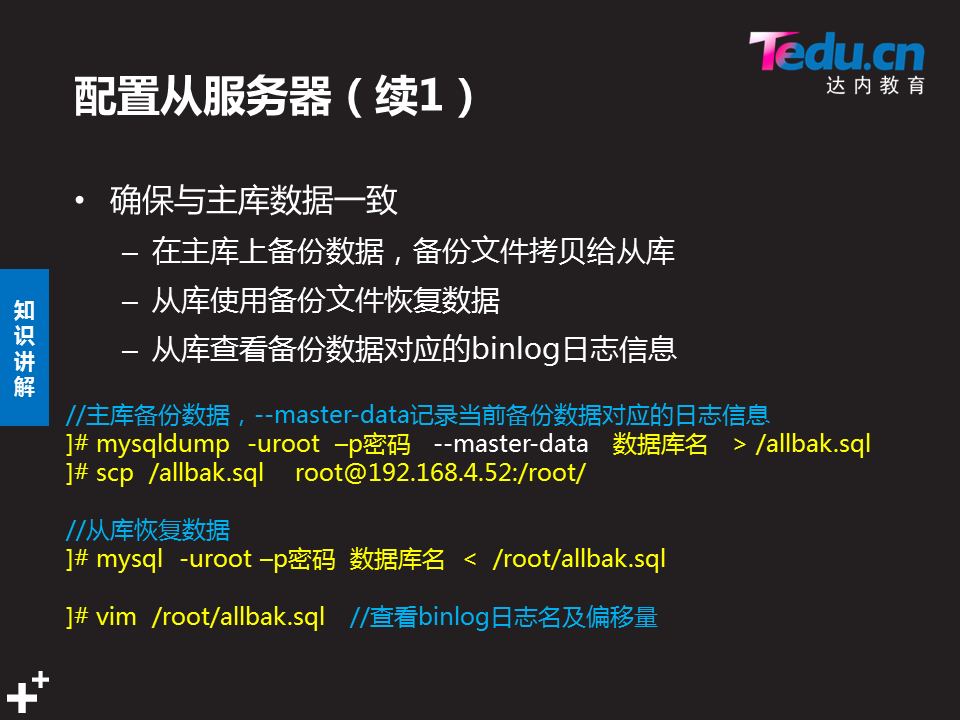 Tedu.cn
达内教育
配置从服务器（续1）
• 确保与主库数据一致
– 在主库上备份数据，备份文件拷贝给从库
– 从库使用备份文件恢复数据
– 从库查看备份数据对应的binlog日志信息
知识讲解
//主库备份数据，--master-data记录当前备份数据对应的日志信息
]# mysqldump -uroot –p密码 --master-data 数据库名 > /allbak.sql
]# scp /allbak.sql root@192.168.4.52:/root/
//从库恢复数据
]# mysql -uroot –p密码 数据库名 < /root/allbak.sql
]# vim /root/allbak.sql //查看binlog日志名及偏移量